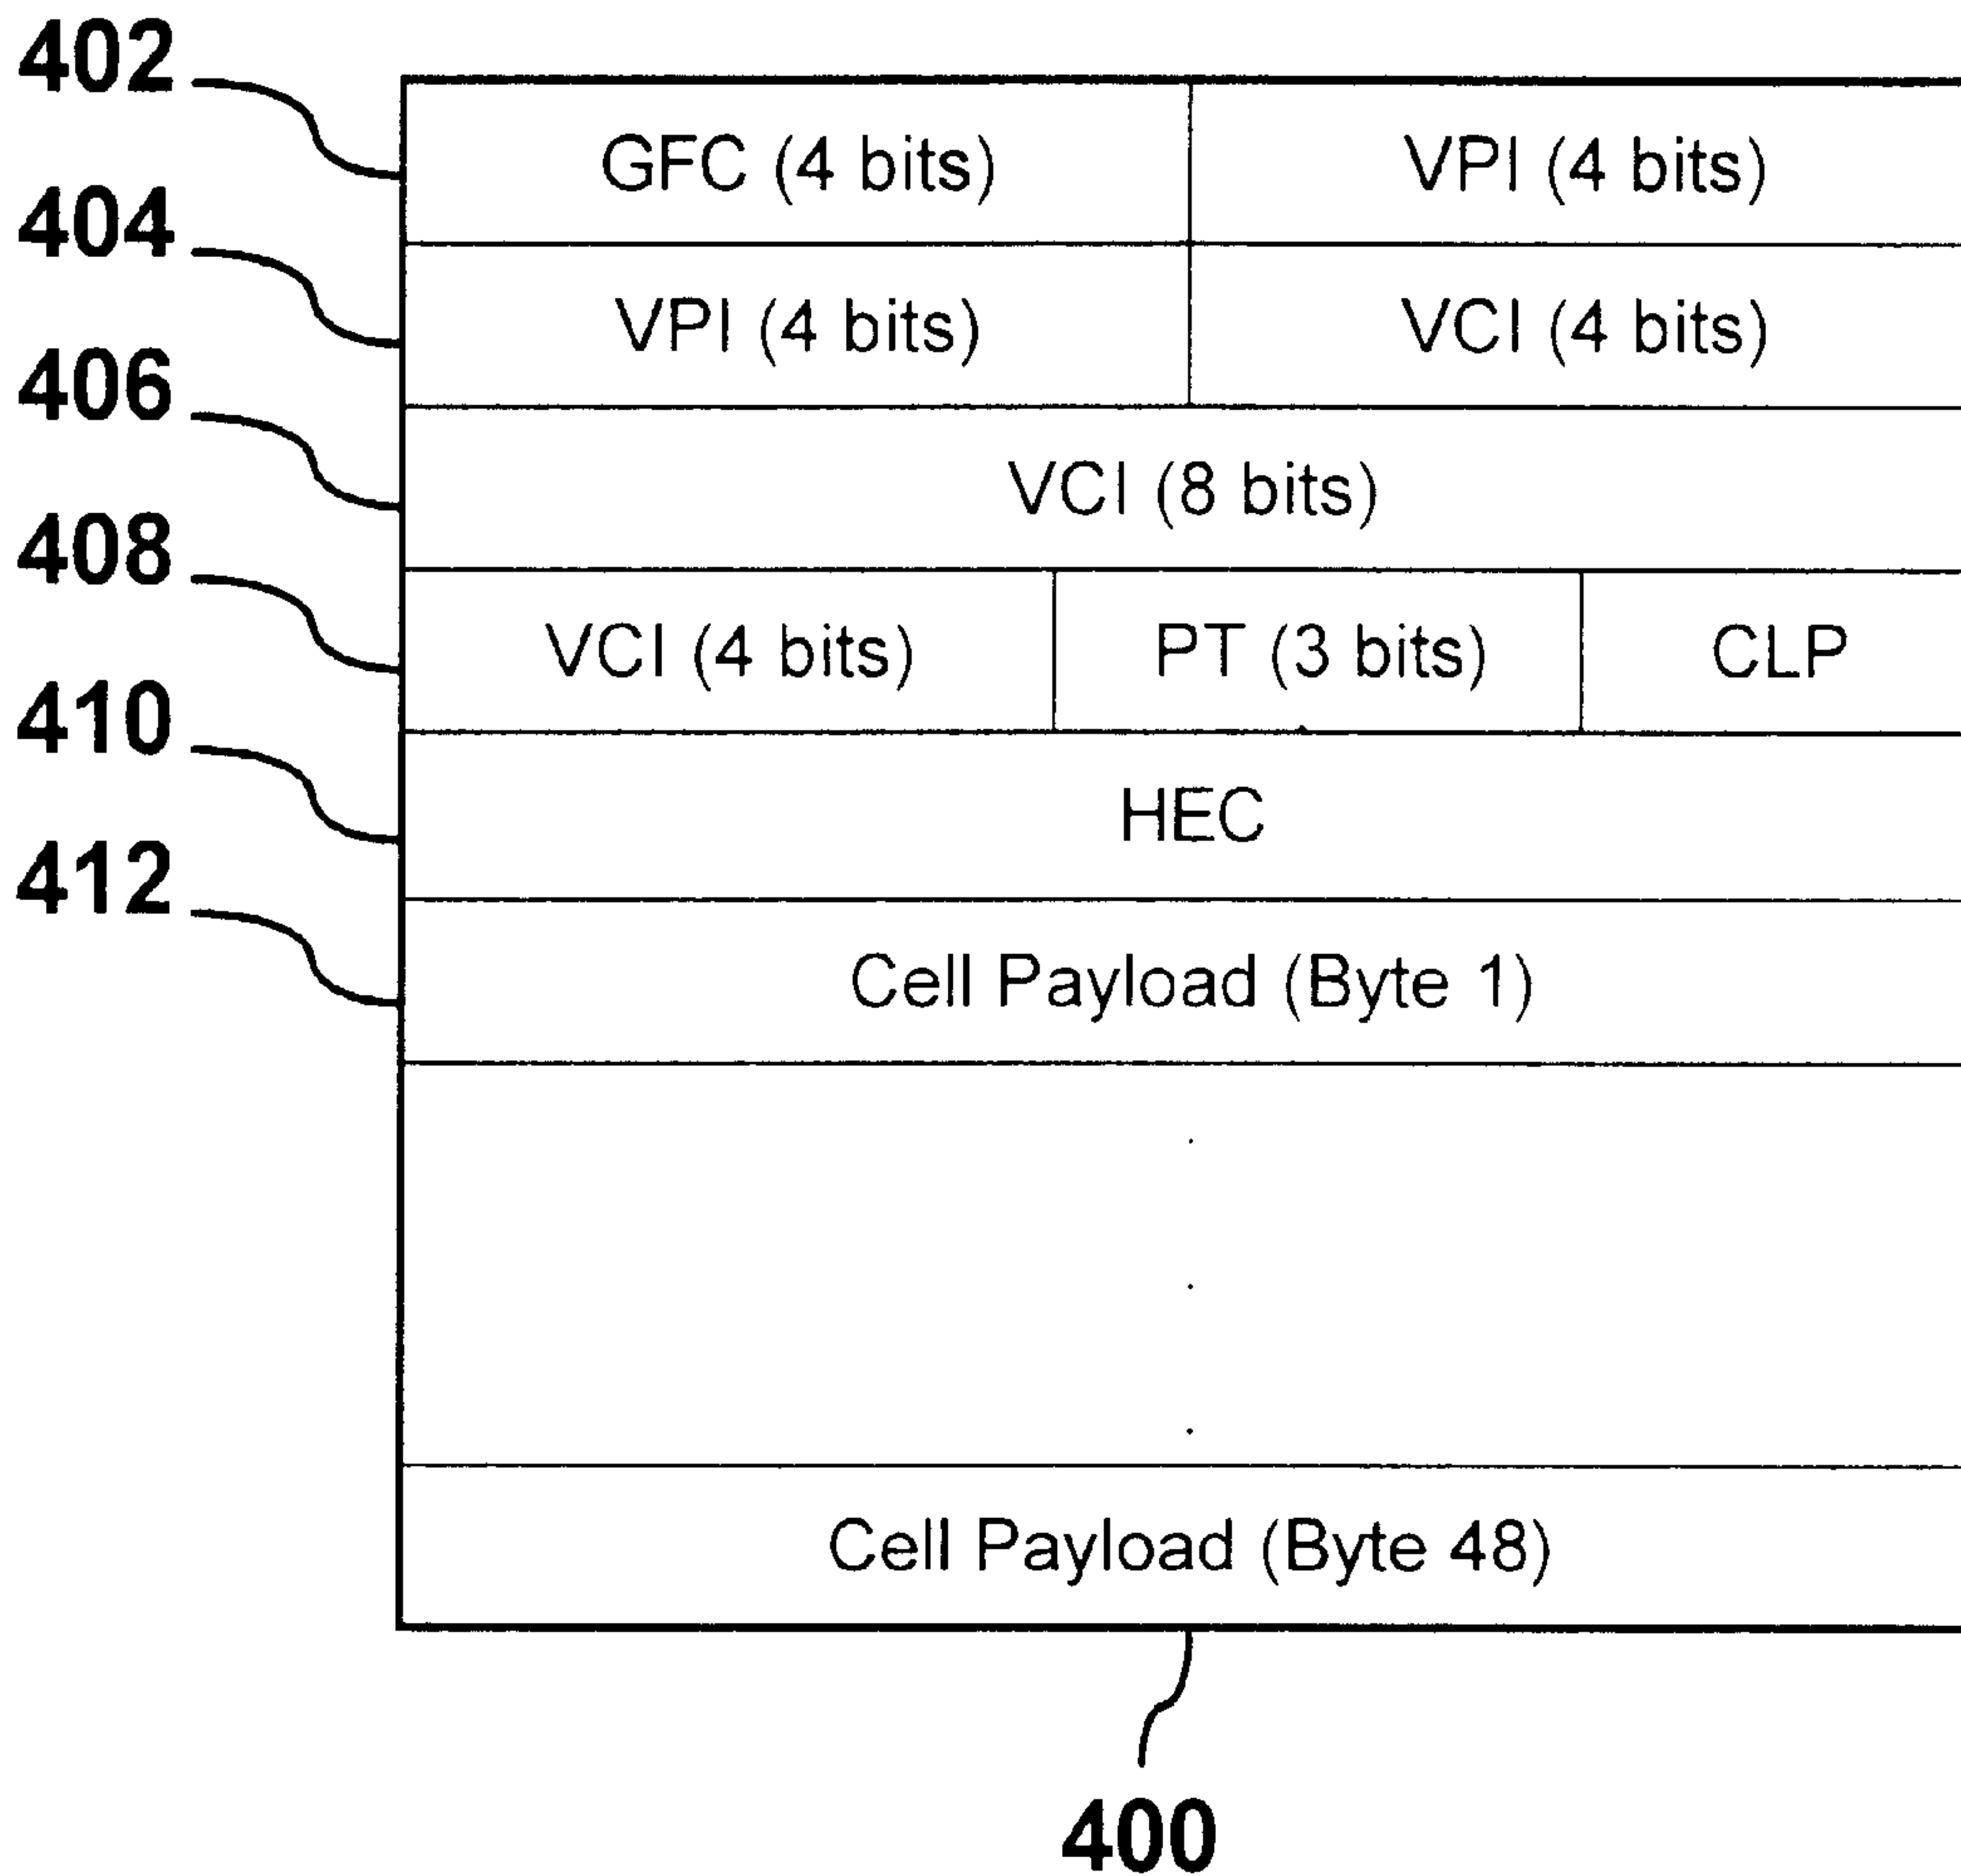 402
GFC (4 bits) VPI (4 bits)
404
VPI (4 bits) VCI (4 bits)
406
VCI (8 bits)
408
VCI (4 bits) PT (3 bits) CLP
410
HEC
412
Cell Payload (Byte 1)
.
.
.
Cell Payload (Byte 48)
400